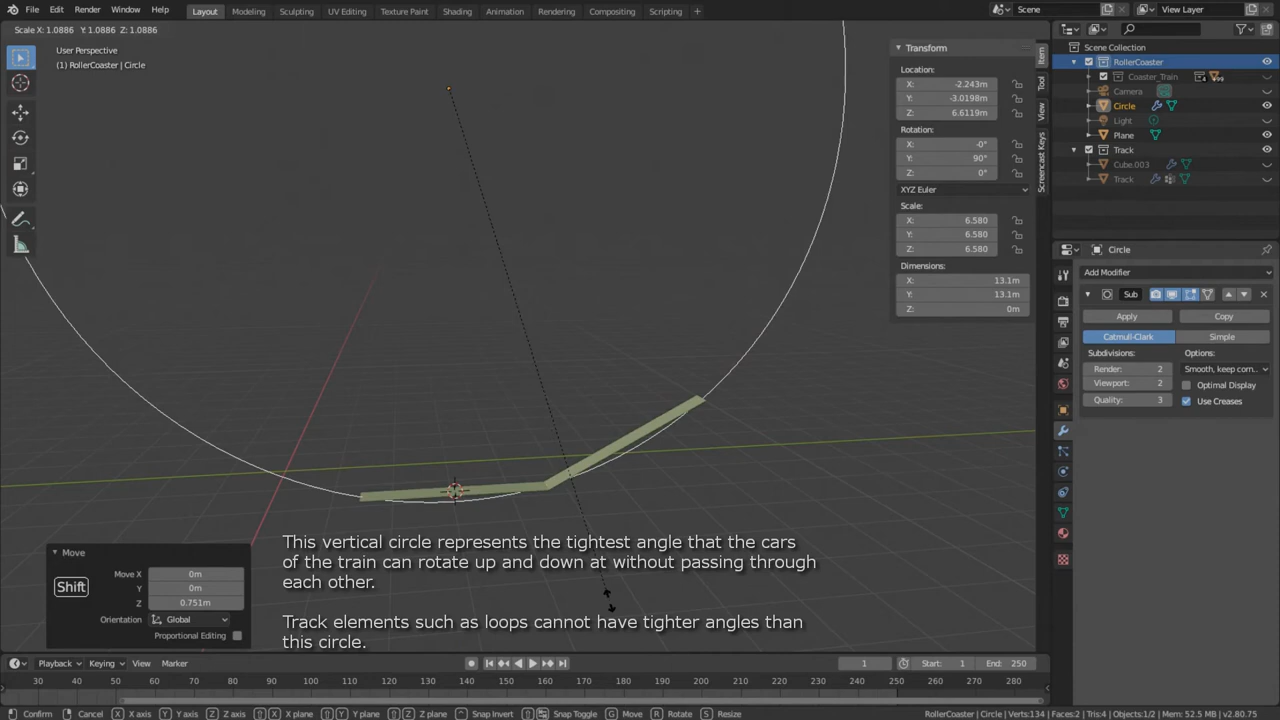 File Edit Render Window Help Layout Modeling Sculpting UV Editing Texture Paint Shading Animation Rendering Compositing Scripting + Scene View Layer
Scale X: 1.0886 Y: 1.0886 Z: 1.0886
User Perspective
(1) RollerCoaster | Circle
Transform
Location:
X: -2.243m
Y: -3.0198m
Z: 6.6119m
Rotation:
X: -0°
Y: 90°
Z: 0°
XYZ Euler
Scale:
X: 6.580
Y: 6.580
Z: 6.580
Dimensions:
X: 13.1m
Y: 13.1m
Z: 0m
Item
Tool
View
Screencast Keys
Scene Collection
RollerCoaster
Coaster_Train
Camera
Circle
Light
Plane
Track
Cube.003
Track
Circle
Add Modifier
Sub
Apply Copy
Catmull-Clark Simple
Subdivisions: Options:
Render: 2 Smooth, keep corn..
Viewport: 2 Optimal Display
Quality: 3 Use Creases
Move
Move X 0m
Y 0m
Z 0.751m
Orientation Global
Proportional Editing
Shift
This vertical circle represents the tightest angle that the cars
of the train can rotate up and down at without passing through
each other.
Track elements such as loops cannot have tighter angles than
this circle.
Playback Keying View Marker 1 Start: 1 End: 250
30 40 50 60 70 80 90 100 110 120 130 140 150 160 170 180 190 200 210 220 230 240 250 260 270 280
Confirm Cancel X X axis Y Y axis Z Z axis X X plane Y Y plane Z Z plane Snap Invert Snap Toggle G Move R Rotate S Resize RollerCoaster | Circle | Verts:134 | Faces:2 | Tris:4 | Mem: 52.5 MB | v2.80.75